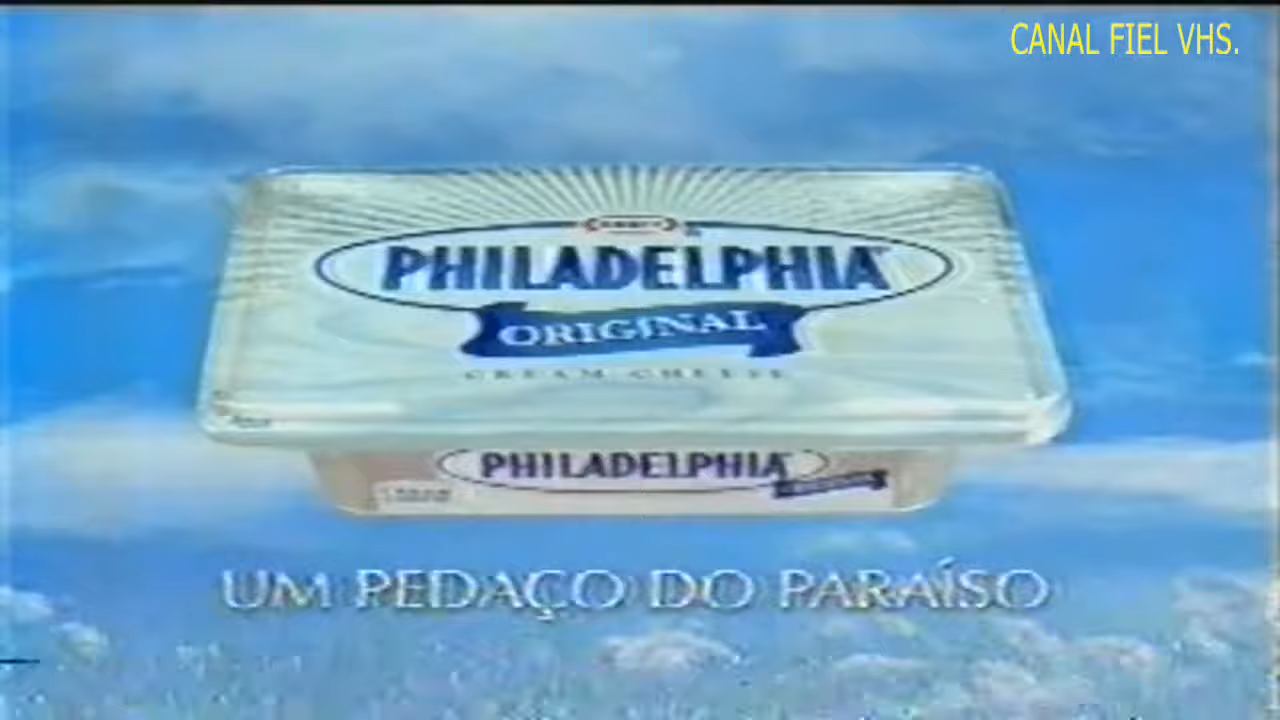 CANAL FIEL VHS.
PHILADELPHIA
ORIGINAL
CREAM CHEESE
PHILADELPHIA
UM PEDAÇO DO PARAÍSO